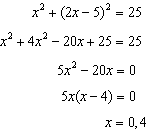 x² + (2x − 5)² = 25
x² + 4x² − 20x + 25 = 25
5x² − 20x = 0
5x(x − 4) = 0
x = 0, 4